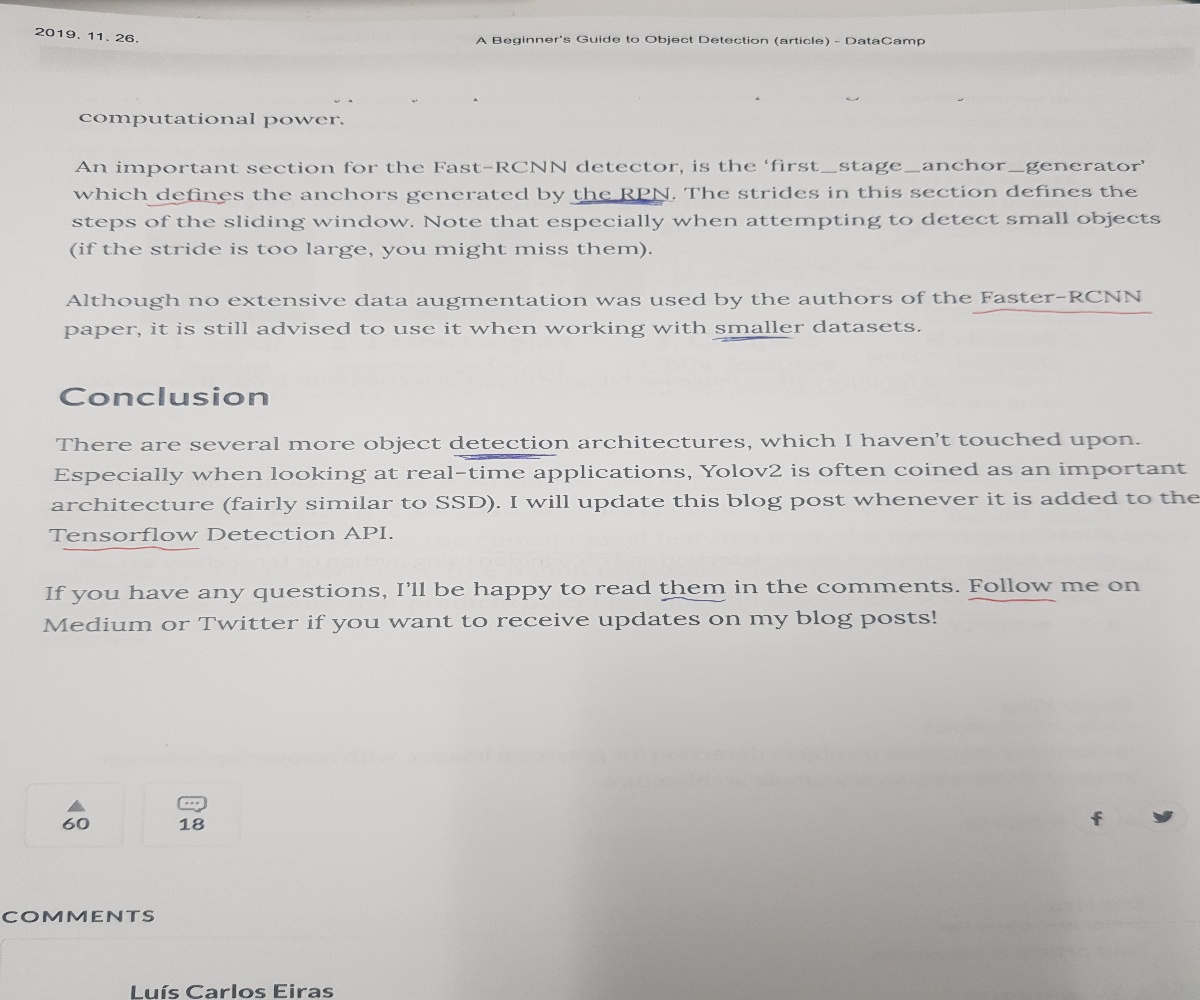 2019. 11. 26.
A Beginner's Guide to Object Detection (article) - DataCamp
computational power.
An important section for the Fast-RCNN detector, is the ‘first_stage_anchor_generator’
which defines the anchors generated by the RPN. The strides in this section defines the
steps of the sliding window. Note that especially when attempting to detect small objects
(if the stride is too large, you might miss them).
Although no extensive data augmentation was used by the authors of the Faster-RCNN
paper, it is still advised to use it when working with smaller datasets.
Conclusion
There are several more object detection architectures, which I haven’t touched upon.
Especially when looking at real-time applications, Yolov2 is often coined as an important
architecture (fairly similar to SSD). I will update this blog post whenever it is added to the
Tensorflow Detection API.
If you have any questions, I’ll be happy to read them in the comments. Follow me on
Medium or Twitter if you want to receive updates on my blog posts!
60
18
COMMENTS
Luís Carlos Eiras